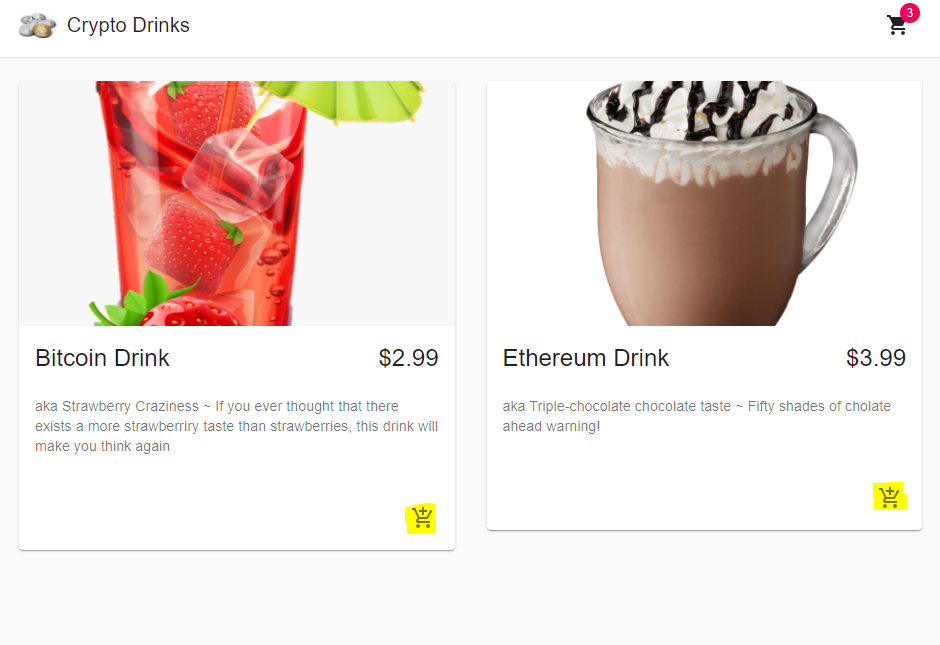 Crypto Drinks
3
Bitcoin Drink $2.99
aka Strawberry Craziness ~ If you ever thought that there
exists a more strawberriry taste than strawberries, this drink will
make you think again
Ethereum Drink $3.99
aka Triple-chocolate chocolate taste ~ Fifty shades of cholate
ahead warning!